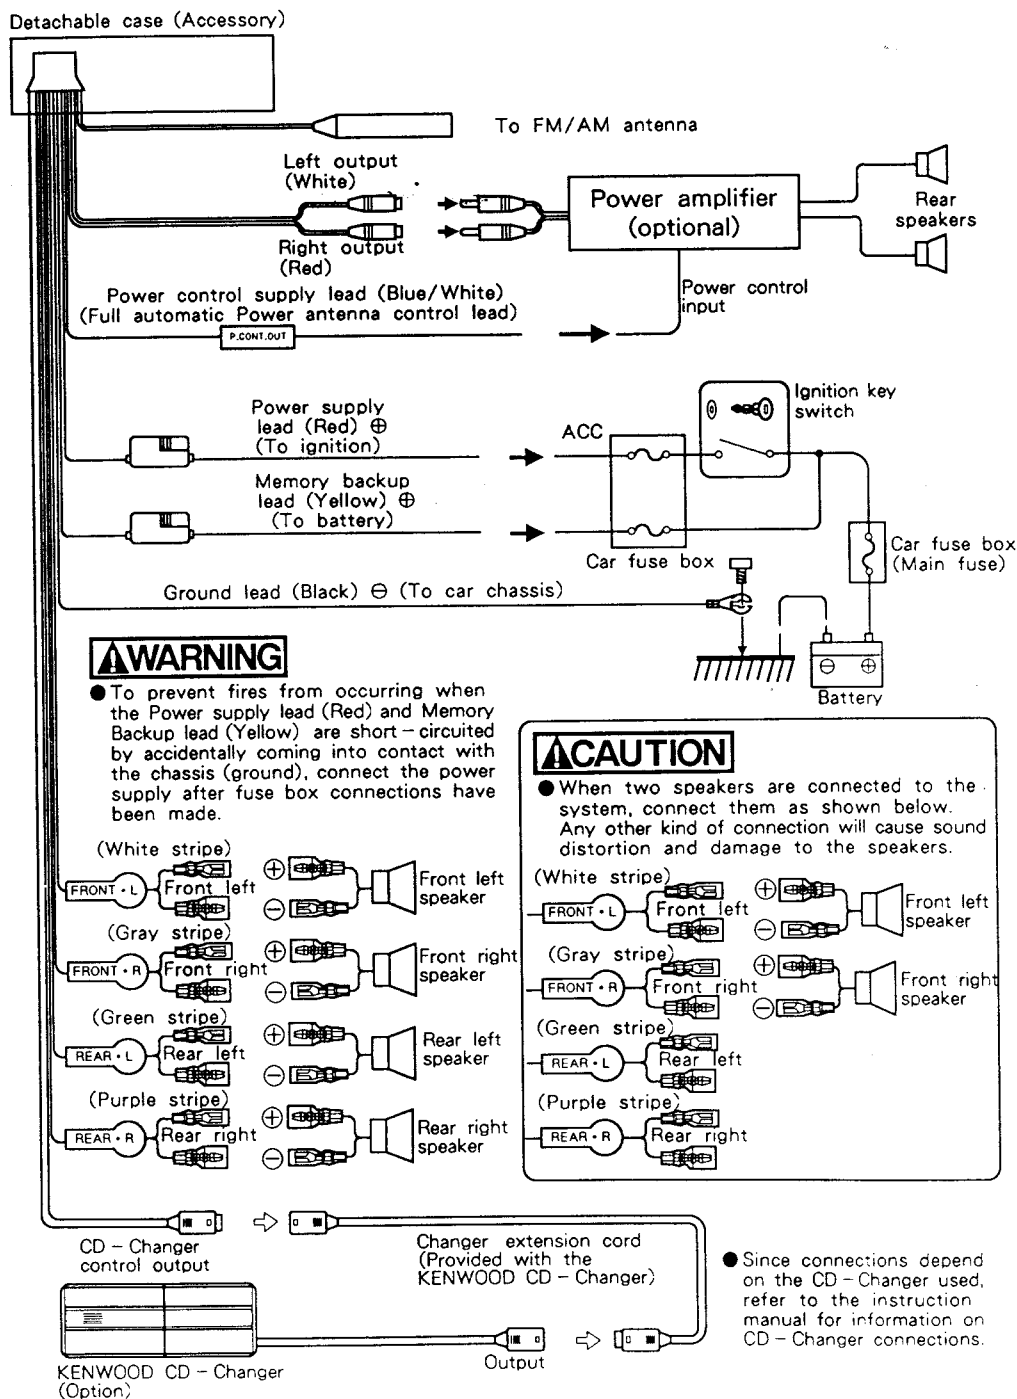 Detachable case (Accessory)
To FM/AM antenna
Left output
(White)
Right output
(Red)
Power amplifier
(optional)
Rear
speakers
Power control
input
Power control supply lead (Blue/White)
(Full automatic Power antenna control lead)
P.CONT.OUT
Power supply
lead (Red) ⊕
(To ignition)
ACC
Ignition key
switch
Memory backup
lead (Yellow) ⊕
(To battery)
Car fuse box
Car fuse box
(Main fuse)
Ground lead (Black) ⊖ (To car chassis)
⊖ ⊕
Battery
WARNING
● To prevent fires from occurring when
the Power supply lead (Red) and Memory
Backup lead (Yellow) are short – circuited
by accidentally coming into contact with
the chassis (ground), connect the power
supply after fuse box connections have
been made.
(White stripe)
FRONT • L
Front left
⊕
⊖
Front left
speaker
(Gray stripe)
FRONT • R
Front right
⊕
⊖
Front right
speaker
(Green stripe)
REAR • L
Rear left
⊕
⊖
Rear left
speaker
(Purple stripe)
REAR • R
Rear right
⊕
⊖
Rear right
speaker
CAUTION
● When two speakers are connected to the
system, connect them as shown below.
Any other kind of connection will cause sound
distortion and damage to the speakers.
(White stripe)
FRONT • L
Front left
⊕
⊖
Front left
speaker
(Gray stripe)
FRONT • R
Front right
⊕
⊖
Front right
speaker
(Green stripe)
REAR • L
Rear left
(Purple stripe)
REAR • R
Rear right
CD – Changer
control output
Changer extension cord
(Provided with the
KENWOOD CD – Changer)
● Since connections depend
on the CD – Changer used,
refer to the instruction
manual for information on
CD – Changer connections.
Output
KENWOOD CD – Changer
(Option)